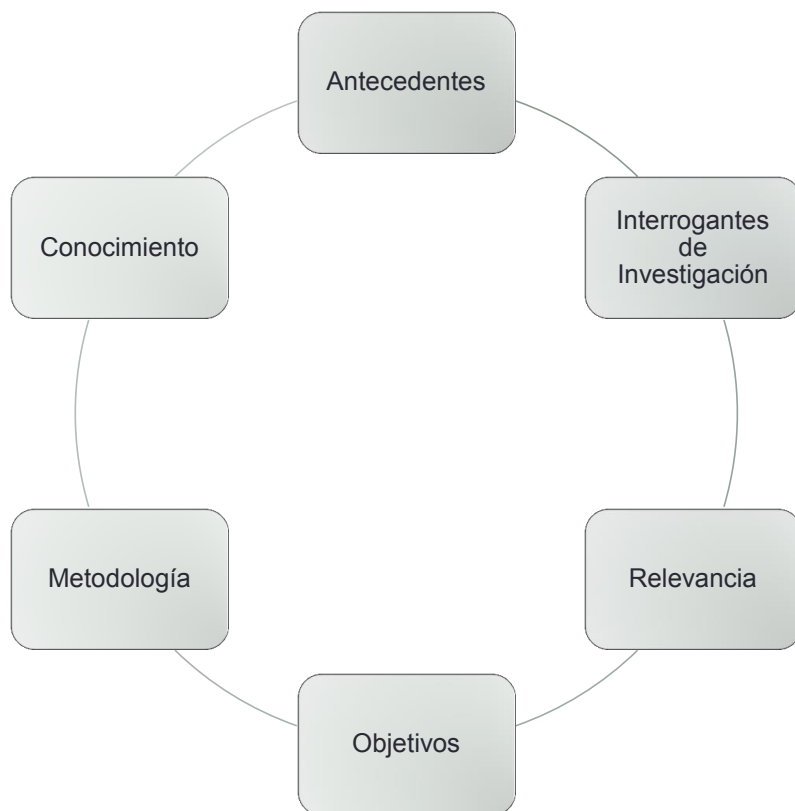 Antecedentes
Interrogantes
de
Investigación
Relevancia
Objetivos
Metodología
Conocimiento